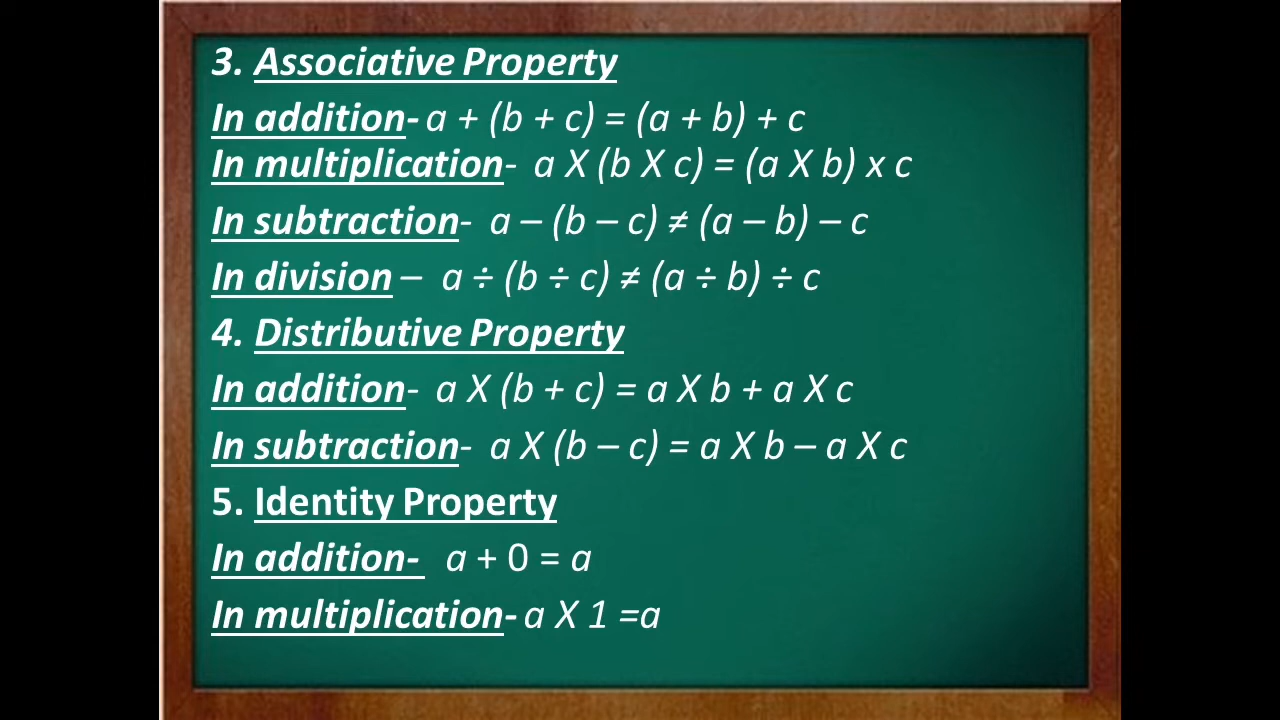 3. Associative Property
In addition- a + (b + c) = (a + b) + c
In multiplication- a X (b X c) = (a X b) x c
In subtraction- a – (b – c) ≠ (a – b) – c
In division – a ÷ (b ÷ c) ≠ (a ÷ b) ÷ c
4. Distributive Property
In addition- a X (b + c) = a X b + a X c
In subtraction- a X (b – c) = a X b – a X c
5. Identity Property
In addition- a + 0 = a
In multiplication- a X 1 =a